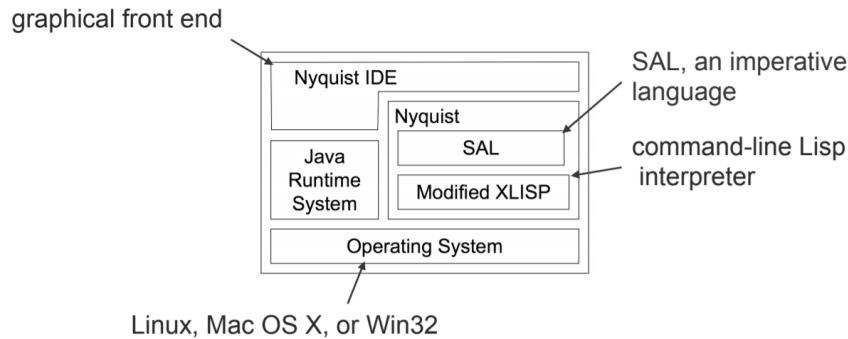 graphical front end
Nyquist IDE
SAL, an imperative
language
Nyquist
SAL
command-line Lisp
interpreter
Java
Runtime
System
Modified XLISP
Operating System
Linux, Mac OS X, or Win32